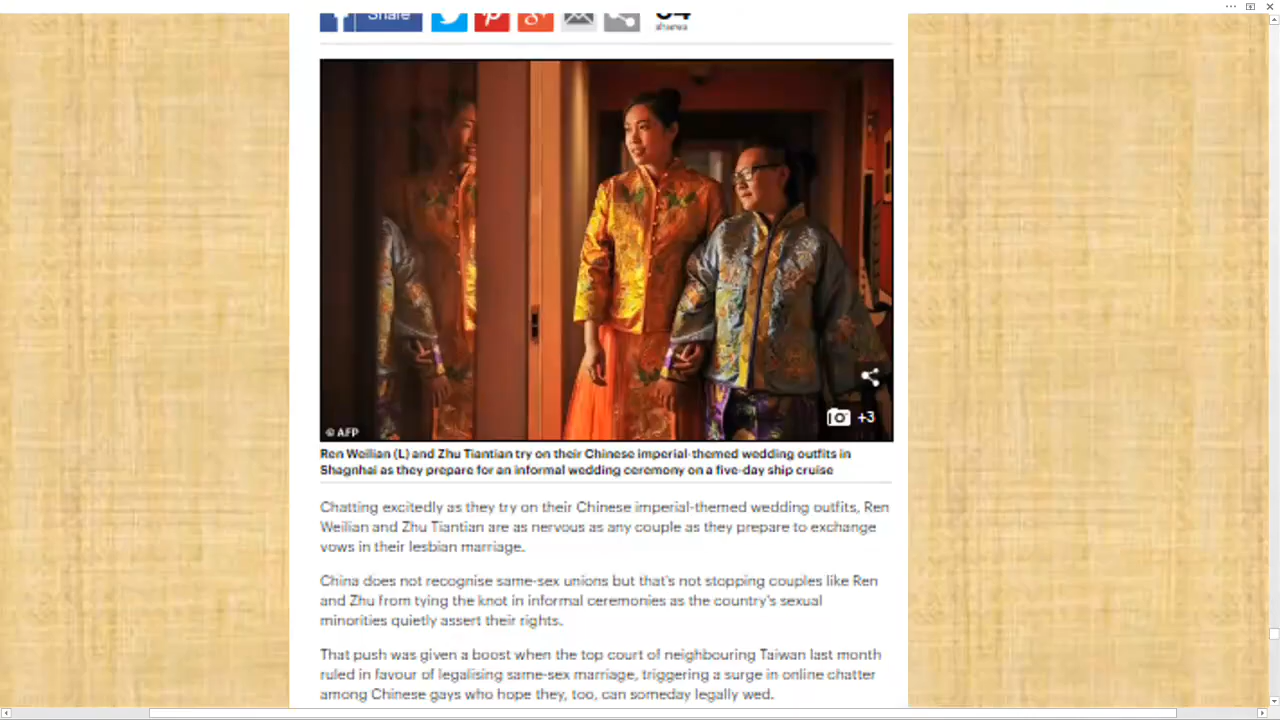 Share
shares
+3
© AFP
Ren Weilian (L) and Zhu Tiantian try on their Chinese imperial-themed wedding outfits in
Shagnhai as they prepare for an informal wedding ceremony on a five-day ship cruise
Chatting excitedly as they try on their Chinese imperial-themed wedding outfits, Ren
Weilian and Zhu Tiantian are as nervous as any couple as they prepare to exchange
vows in their lesbian marriage.
China does not recognise same-sex unions but that's not stopping couples like Ren
and Zhu from tying the knot in informal ceremonies as the country's sexual
minorities quietly assert their rights.
That push was given a boost when the top court of neighbouring Taiwan last month
ruled in favour of legalising same-sex marriage, triggering a surge in online chatter
among Chinese gays who hope they, too, can someday legally wed.